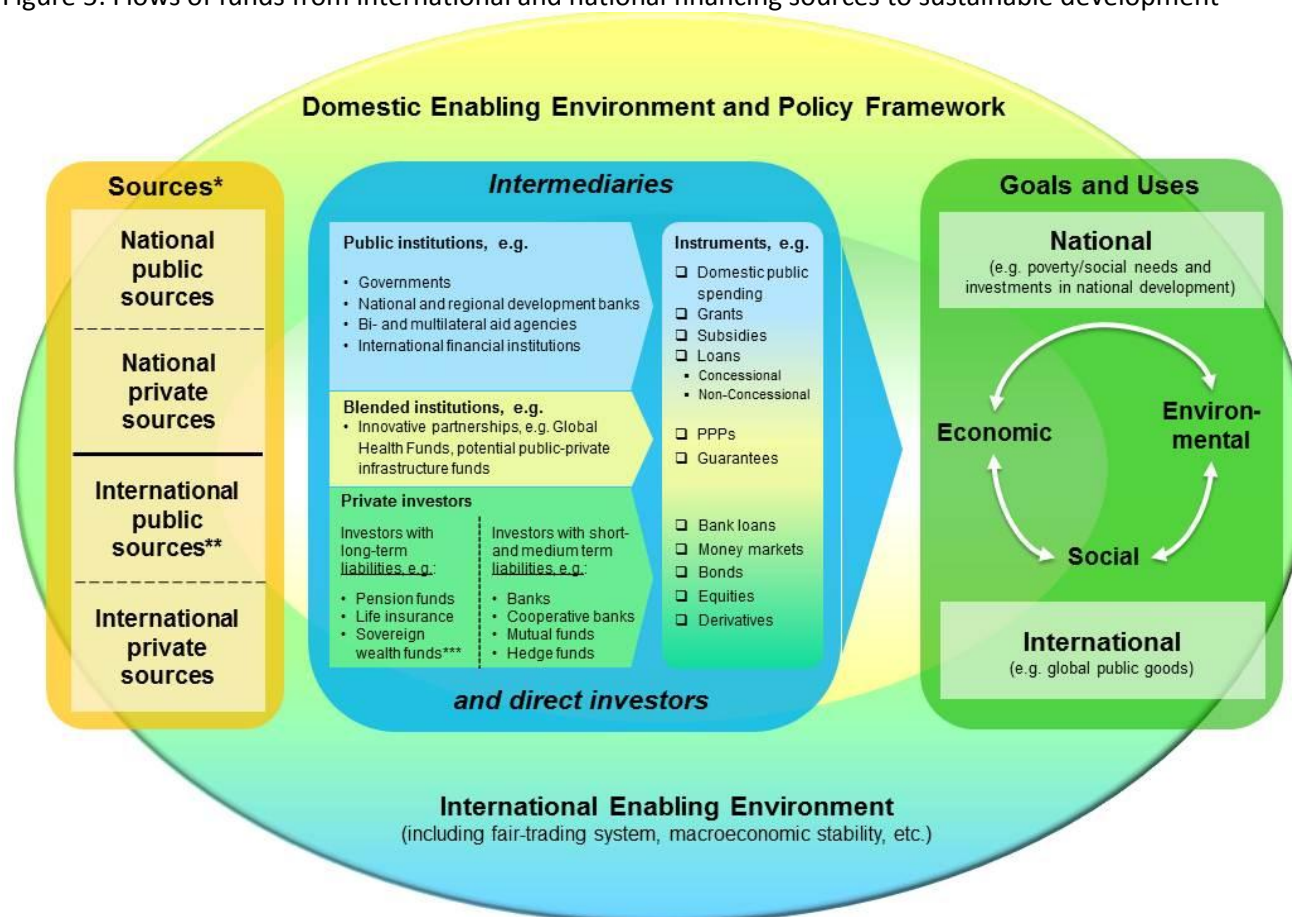 Figure 3: Flows of funds from international and national financing sources to sustainable development
Domestic Enabling Environment and Policy Framework
Sources*
National
public
sources
National
private
sources
International
public
sources**
International
private
sources
Intermediaries
Public institutions, e.g.
• Governments
• National and regional development banks
• Bi- and multilateral aid agencies
• International financial institutions
Blended institutions, e.g.
• Innovative partnerships, e.g. Global
Health Funds, potential public-private
infrastructure funds
Private investors
Investors with
long-term
liabilities, e.g.:
• Pension funds
• Life insurance
• Sovereign
wealth funds***
Investors with short-
and medium term
liabilities, e.g.:
• Banks
• Cooperative banks
• Mutual funds
• Hedge funds
Instruments, e.g.
❑ Domestic public
spending
❑ Grants
❑ Subsidies
❑ Loans
▪ Concessional
▪ Non-Concessional
❑ PPPs
❑ Guarantees
❑ Bank loans
❑ Money markets
❑ Bonds
❑ Equities
❑ Derivatives
and direct investors
Goals and Uses
National
(e.g. poverty/social needs and
investments in national development)
Economic
Environ-
mental
Social
International
(e.g. global public goods)
International Enabling Environment
(including fair-trading system, macroeconomic stability, etc.)